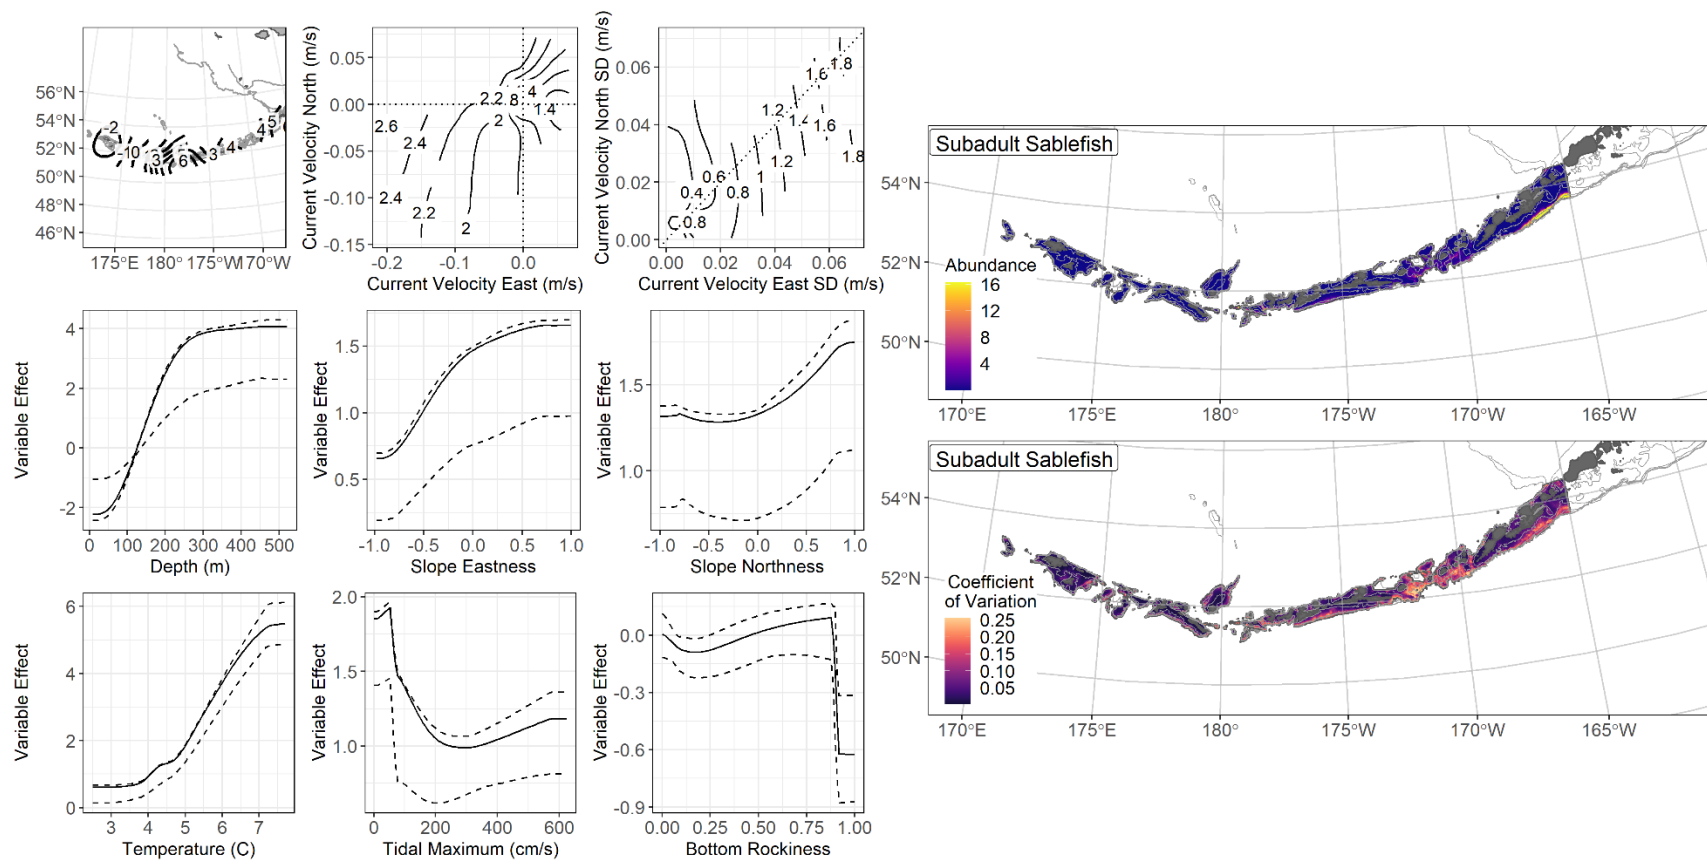 56°N
54°N
52°N
50°N
48°N
46°N
-2
-10
3
6
3
4
4
5
175°E 180° 175°W 170°W
Current Velocity North (m/s)
0.05
0.00
-0.05
-0.10
-0.15
2.6
2.4
2.4
2.2
2
2
2.2
2
8
4
1.4
-0.2 -0.1 0.0
Current Velocity East (m/s)
Current Velocity North SD (m/s)
0.06
0.04
0.02
0.00
0.4
0.6
0.8
0.8
1
1.2
1.2
1.4
1.6
1.6
1.8
1.8
0.00 0.02 0.04 0.06
Current Velocity East SD (m/s)
Variable Effect
4
2
0
-2
0 100 200 300 400 500
Depth (m)
Variable Effect
1.5
1.0
0.5
-1.0 -0.5 0.0 0.5 1.0
Slope Eastness
Variable Effect
1.5
1.0
-1.0 -0.5 0.0 0.5 1.0
Slope Northness
Variable Effect
6
4
2
0
3 4 5 6 7
Temperature (C)
Variable Effect
2.0
1.5
1.0
0 200 400 600
Tidal Maximum (cm/s)
Variable Effect
0.0
-0.3
-0.6
-0.9
0.00 0.25 0.50 0.75 1.00
Bottom Rockiness
Subadult Sablefish
54°N
52°N
50°N
Abundance
16
12
8
4
170°E 175°E 180° 175°W 170°W 165°W
Subadult Sablefish
54°N
52°N
50°N
Coefficient
of Variation
0.25
0.20
0.15
0.10
0.05
170°E 175°E 180° 175°W 170°W 165°W